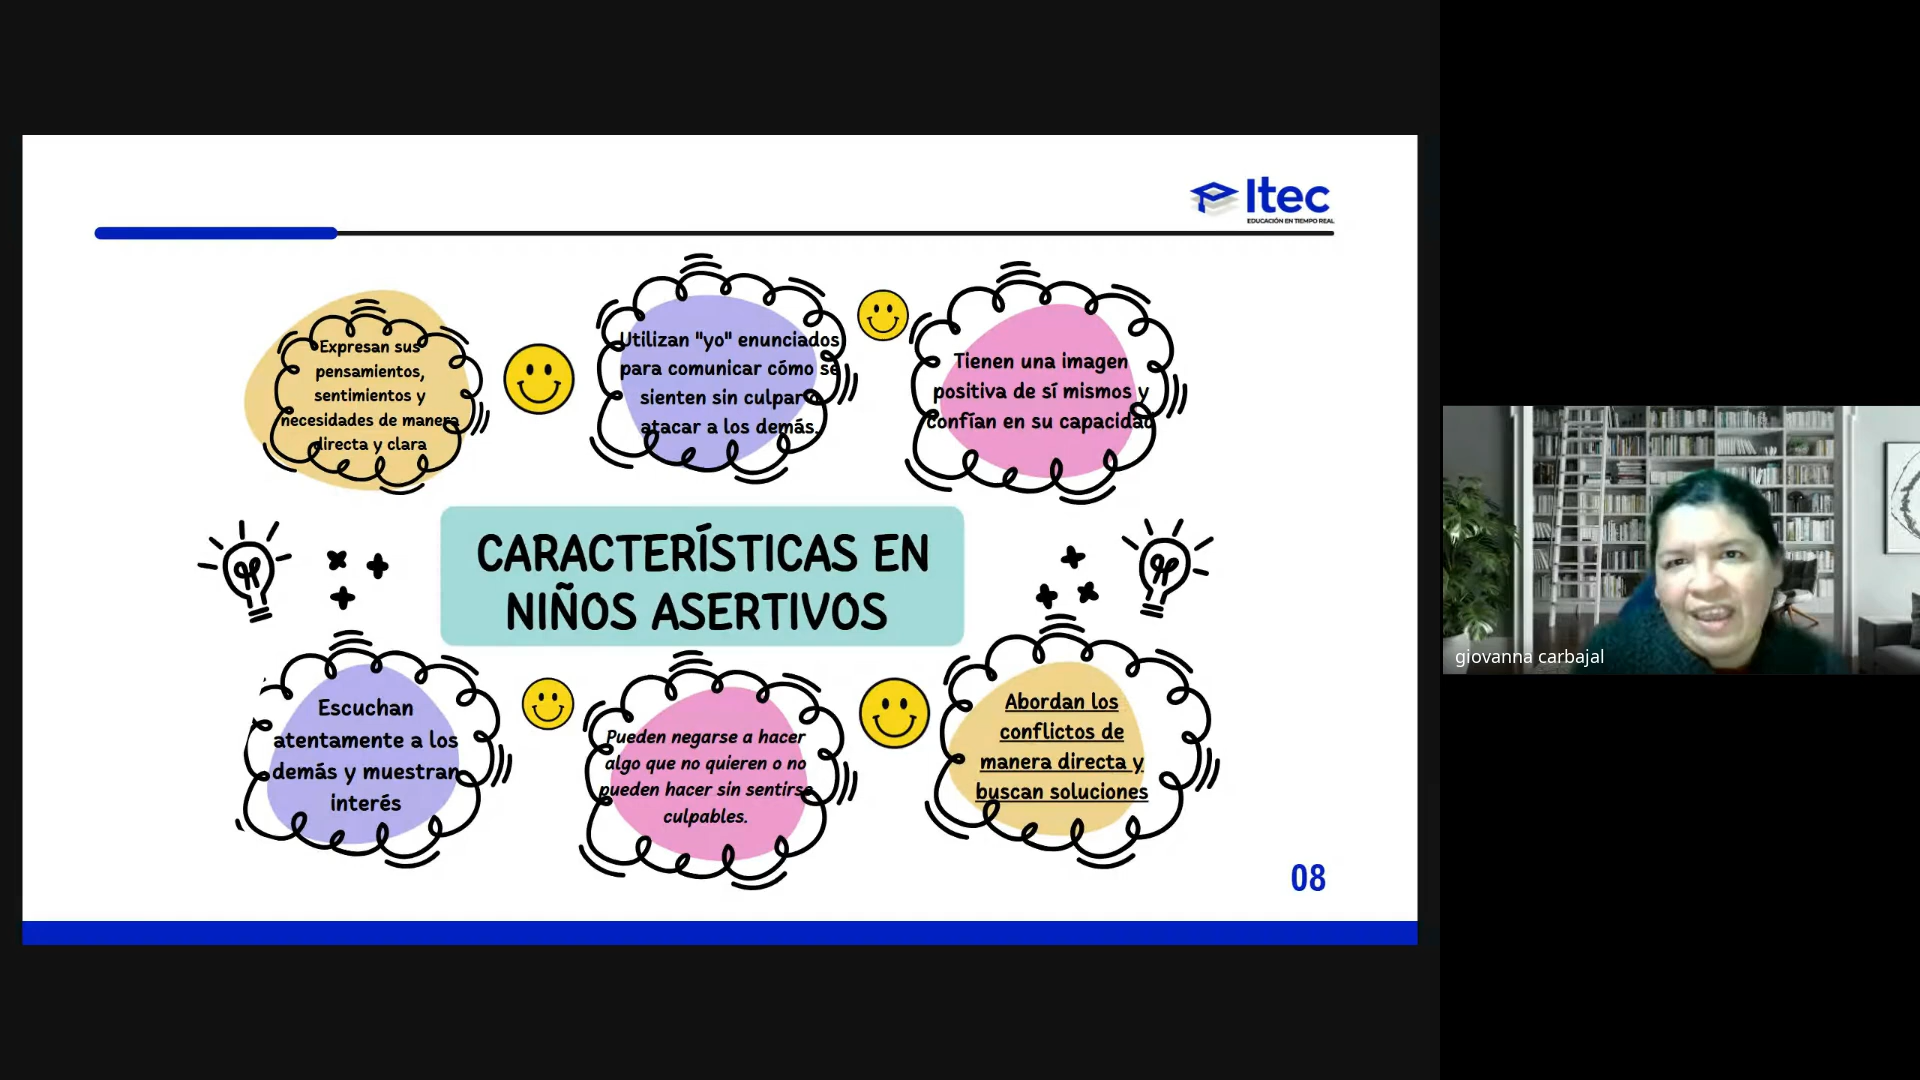 Itec
EDUCACIÓN EN TIEMPO REAL
Expresan sus
pensamientos,
sentimientos y
necesidades de manera
directa y clara
Utilizan "yo" enunciados
para comunicar cómo se
sienten sin culpar
atacar a los demás.
Tienen una imagen
positiva de sí mismos y
confían en su capacidad
CARACTERÍSTICAS EN
NIÑOS ASERTIVOS
Escuchan
atentamente a los
demás y muestran
interés
Pueden negarse a hacer
algo que no quieren o no
pueden hacer sin sentirse
culpables.
Abordan los
conflictos de
manera directa y
buscan soluciones
08
giovanna carbajal